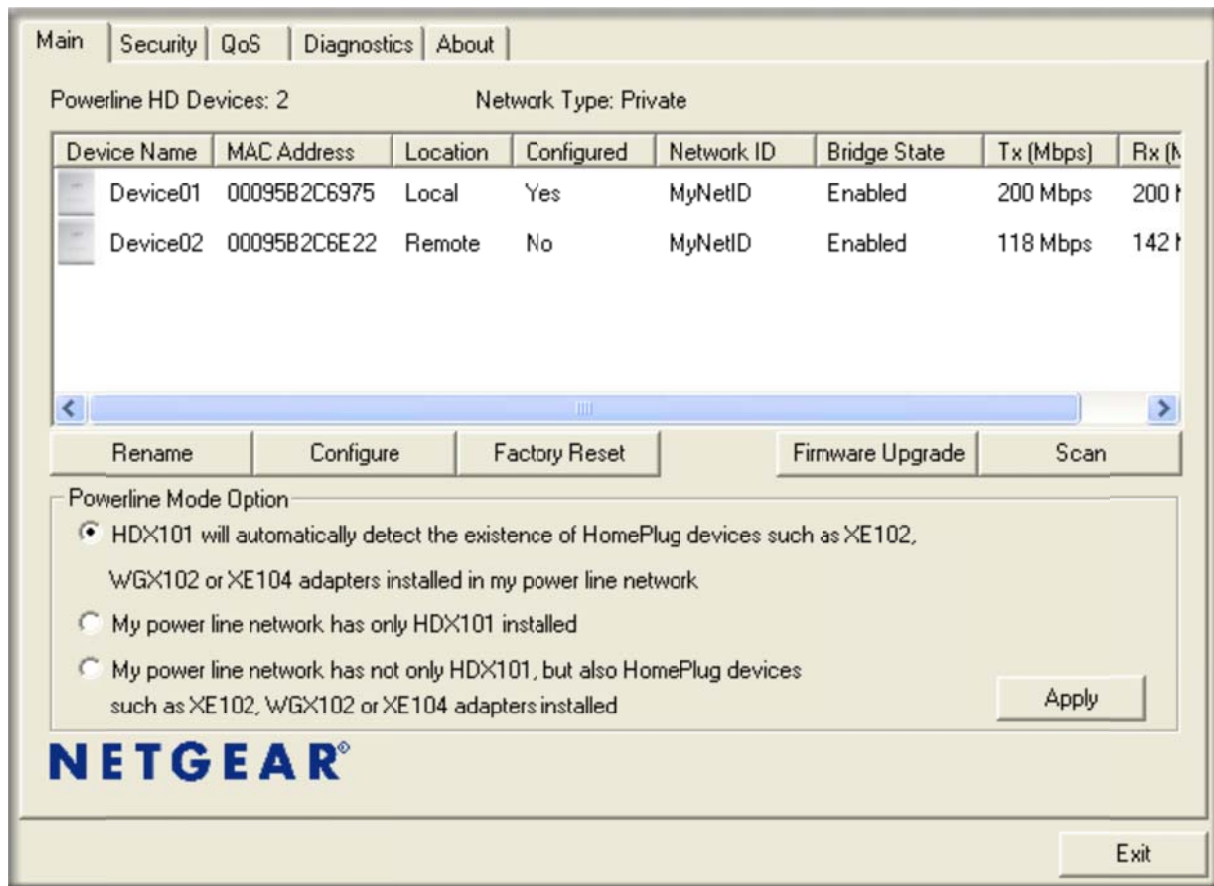 Main Security QoS Diagnostics About
Powerline HD Devices: 2 Network Type: Private
Device Name MAC Address Location Configured Network ID Bridge State Tx (Mbps) Rx (
Device01 00095B2C6975 Local Yes MyNetID Enabled 200 Mbps 200
Device02 00095B2C6E22 Remote No MyNetID Enabled 118 Mbps 142
Rename Configure Factory Reset Firmware Upgrade Scan
Powerline Mode Option
HDX101 will automatically detect the existence of HomePlug devices such as XE102,
WGX102 or XE104 adapters installed in my power line network
My power line network has only HDX101 installed
My power line network has not only HDX101, but also HomePlug devices
such as XE102, WGX102 or XE104 adapters installed
Apply
NETGEAR®
Exit